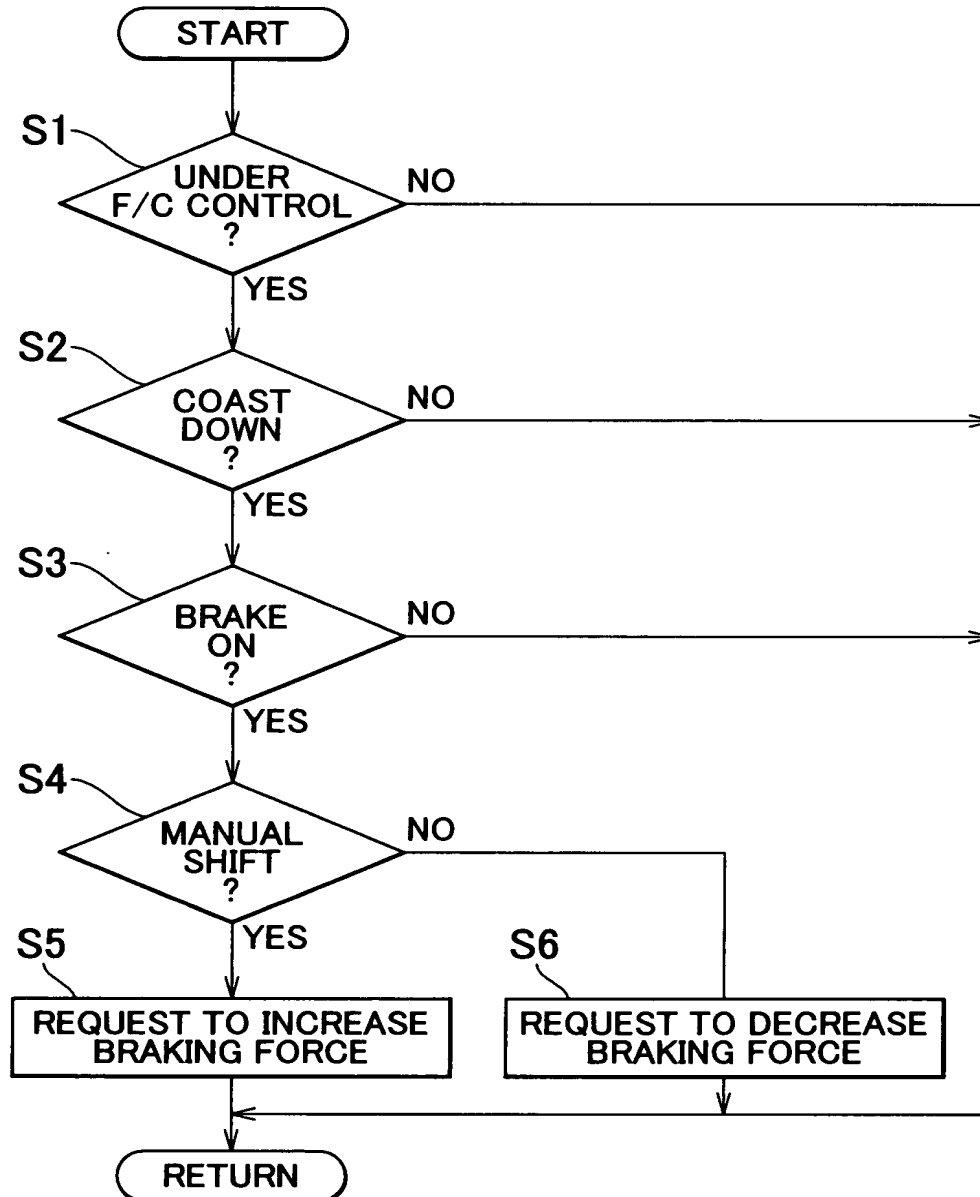 START
S1
UNDER
F/C CONTROL
?
NO
YES
S2
COAST
DOWN
?
NO
YES
S3
BRAKE
ON
?
NO
YES
S4
MANUAL
SHIFT
?
NO
YES
S5
REQUEST TO INCREASE
BRAKING FORCE
S6
REQUEST TO DECREASE
BRAKING FORCE
RETURN